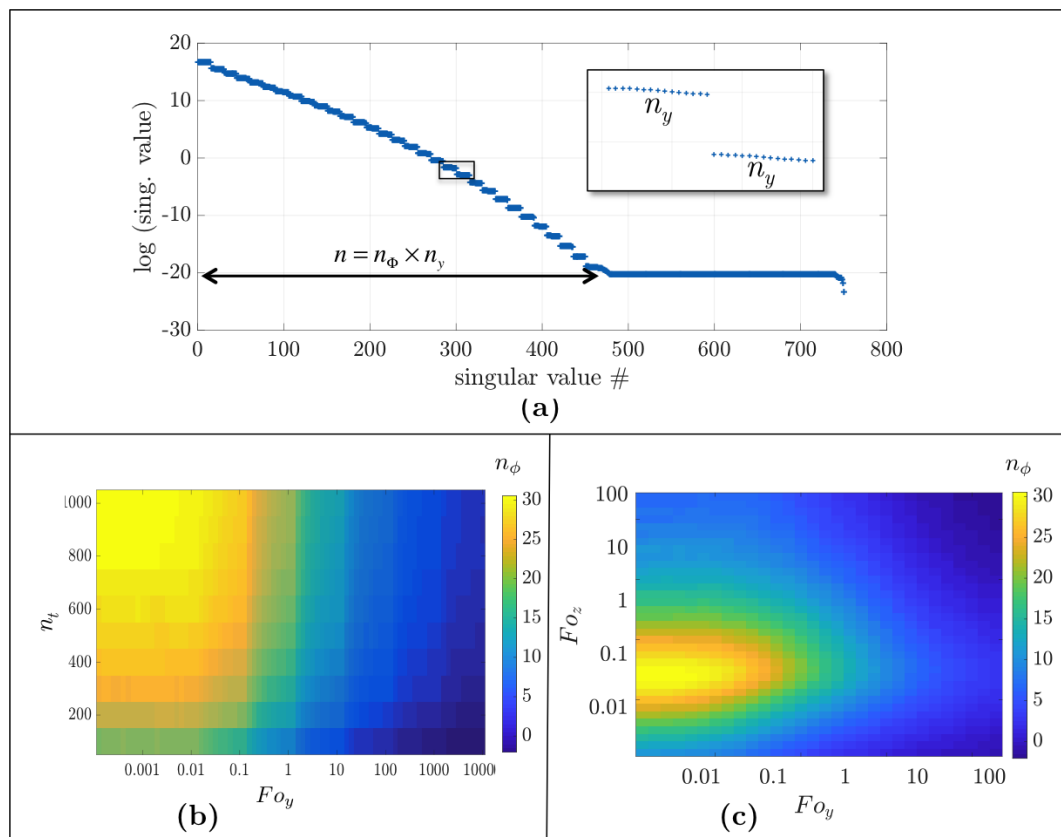 20
10
0
-10
-20
-30
log (sing. value)
n_y
n_y
n = n_Φ × n_y
0 100 200 300 400 500 600 700 800
singular value #
(a)
n_ϕ
1000
800
600
400
200
n_t
30
25
20
15
10
5
0
0.001 0.01 0.1 1 10 100 1000 1000
Fo_y
(b)
n_ϕ
100
10
1
0.1
0.01
Fo_z
30
25
20
15
10
5
0
0.01 0.1 1 10 100
Fo_y
(c)